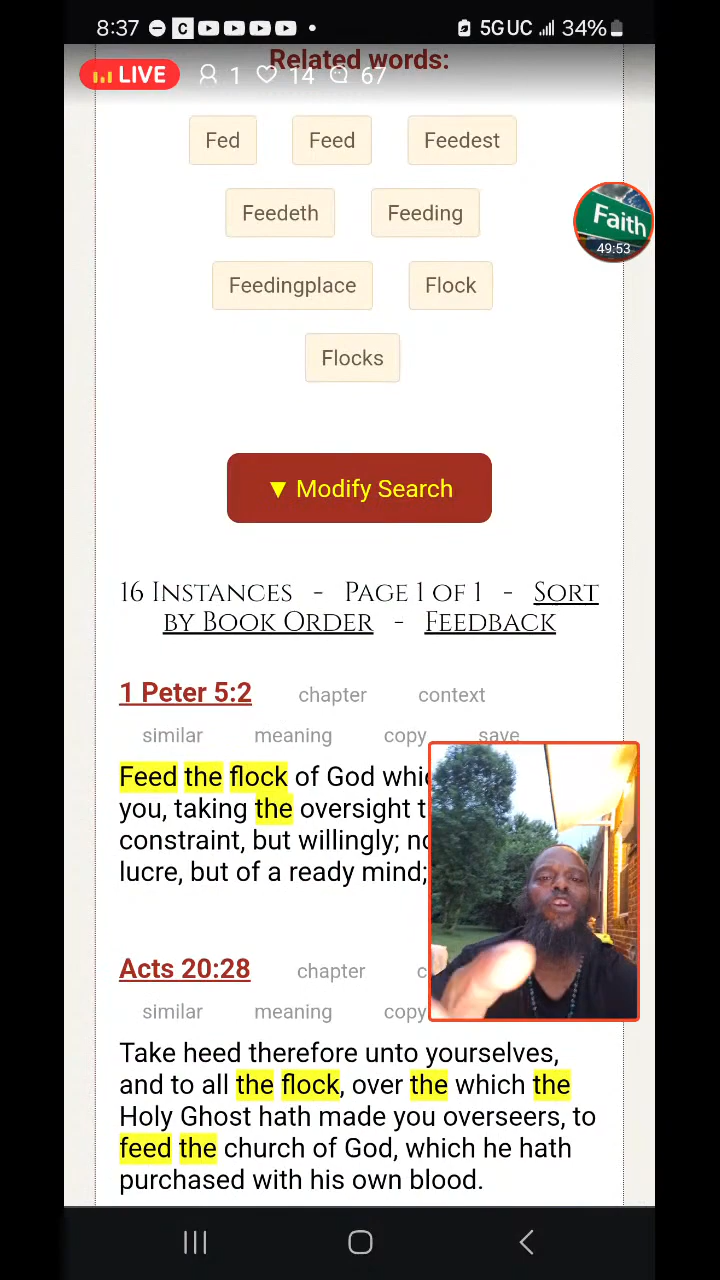 8:37 C 5G UC 34%
Related words:
LIVE 1 14 67
Fed Feed Feedest
Feedeth Feeding
Faith
49:53
Feedingplace Flock
Flocks
▼ Modify Search
16 Instances - Page 1 of 1 - Sort
by Book Order - Feedback
1 Peter 5:2 chapter context
similar meaning copy save
Feed the flock of God
you, taking the oversight
constraint, but willingly;
lucre, but of a ready mind;
Acts 20:28 chapter
similar meaning copy
Take heed therefore unto yourselves,
and to all the flock, over the which the
Holy Ghost hath made you overseers, to
feed the church of God, which he hath
purchased with his own blood.